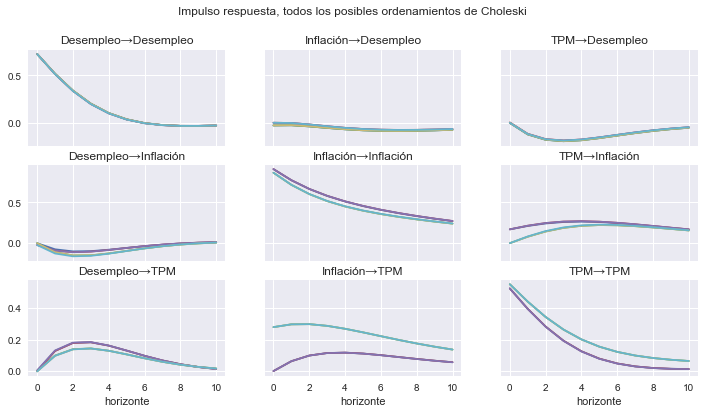 Impulso respuesta, todos los posibles ordenamientos de Choleski
Desempleo→Desempleo
Inflación→Desempleo
TPM→Desempleo
0.5
0.0
Desempleo→Inflación
Inflación→Inflación
TPM→Inflación
0.5
0.0
Desempleo→TPM
Inflación→TPM
TPM→TPM
0.4
0.2
0.0
0 2 4 6 8 10
0 2 4 6 8 10
0 2 4 6 8 10
horizonte
horizonte
horizonte